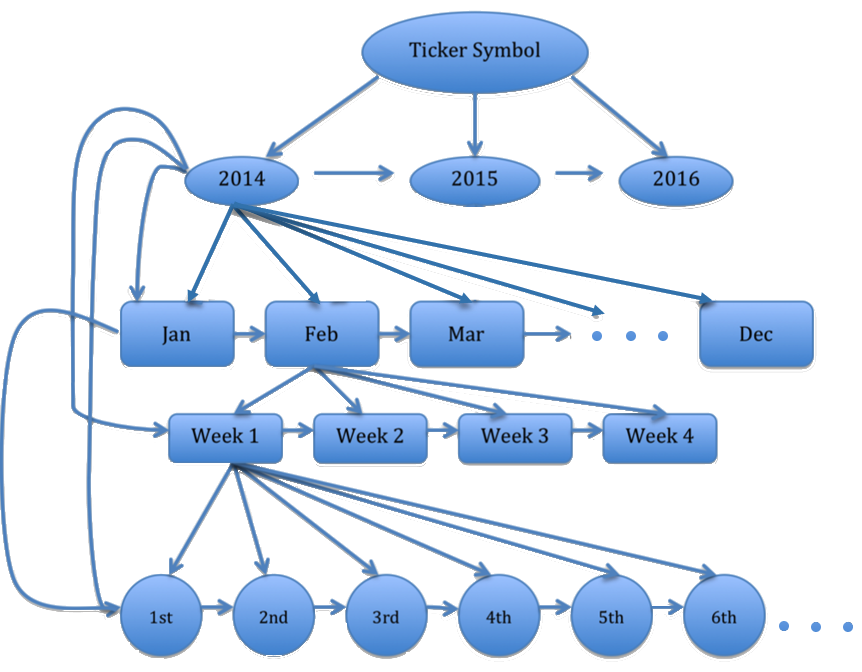 Ticker Symbol
2014
2015
2016
Jan
Feb
Mar
Dec
Week 1
Week 2
Week 3
Week 4
1st
2nd
3rd
4th
5th
6th